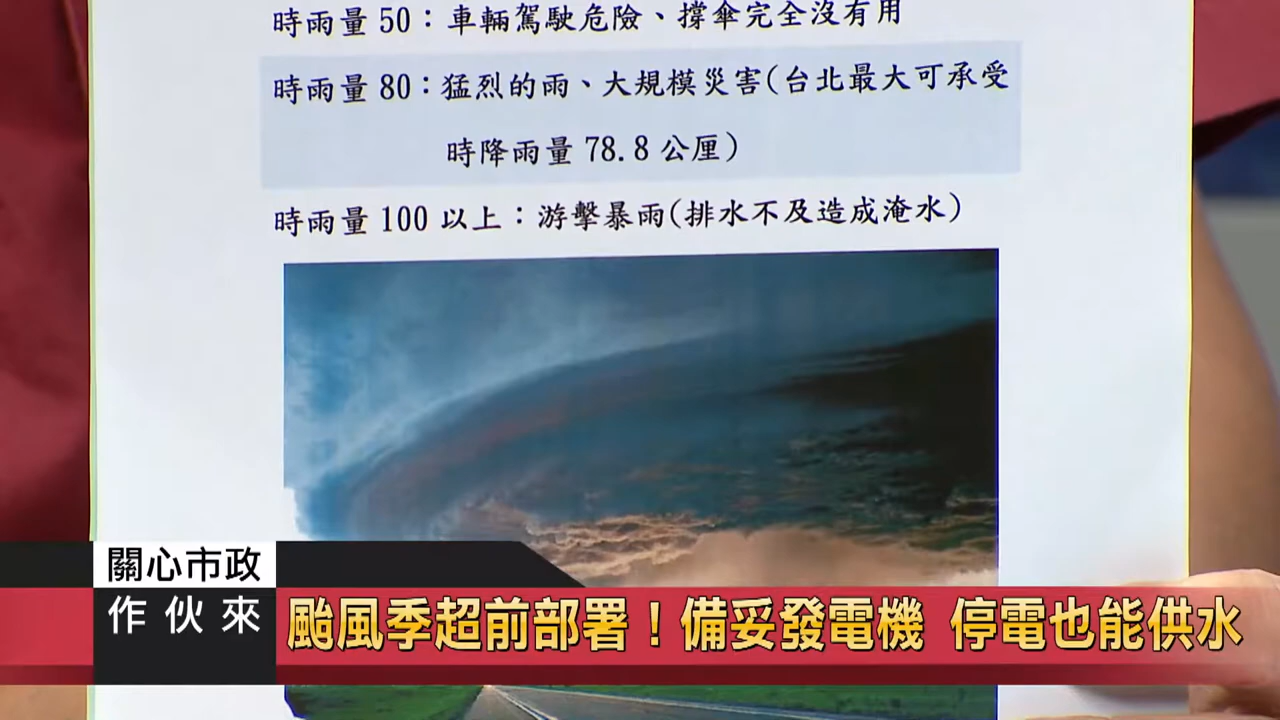 時雨量 50：車輛駕駛危險、撐傘完全沒有用
時雨量 80：猛烈的雨、大規模災害(台北最大可承受
時降雨量 78.8 公厘)
時雨量 100 以上：游擊暴雨(排水不及造成淹水)
關心市政
作伙來
颱風季超前部署！備妥發電機 停電也能供水